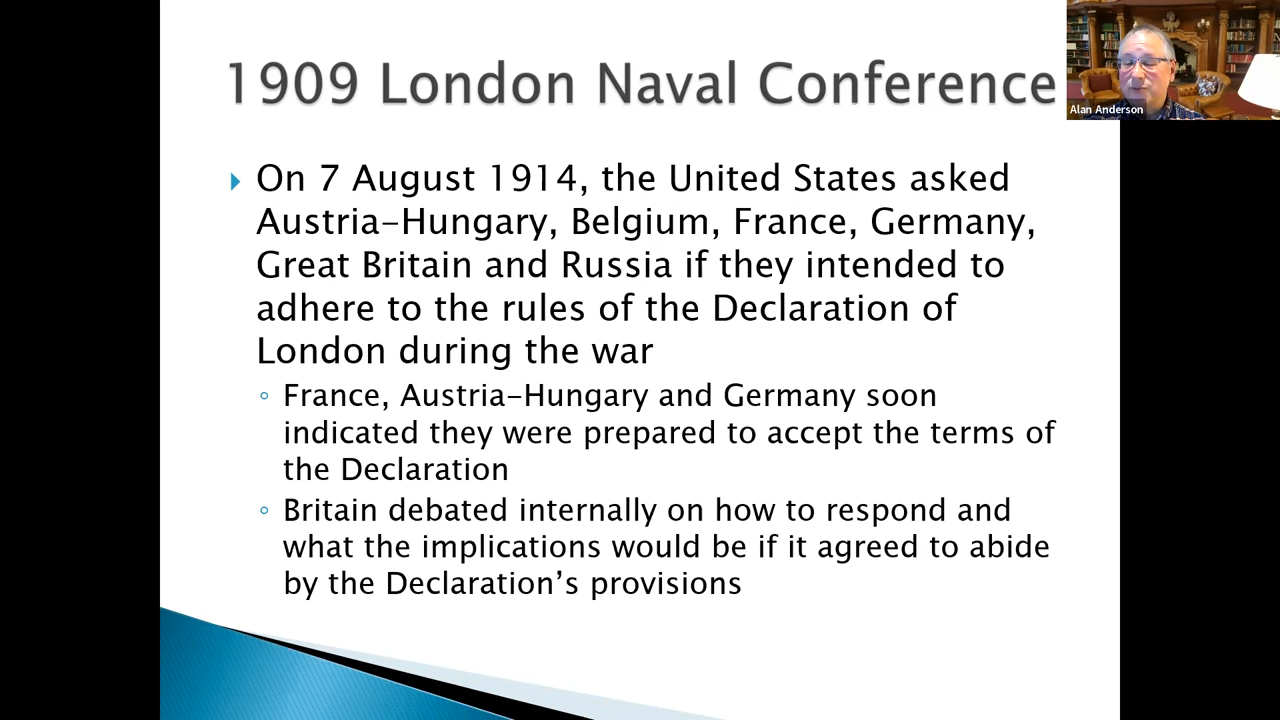 1909 London Naval Conference
Alan Anderson
On 7 August 1914, the United States asked
Austria-Hungary, Belgium, France, Germany,
Great Britain and Russia if they intended to
adhere to the rules of the Declaration of
London during the war
France, Austria-Hungary and Germany soon
indicated they were prepared to accept the terms of
the Declaration
Britain debated internally on how to respond and
what the implications would be if it agreed to abide
by the Declaration's provisions